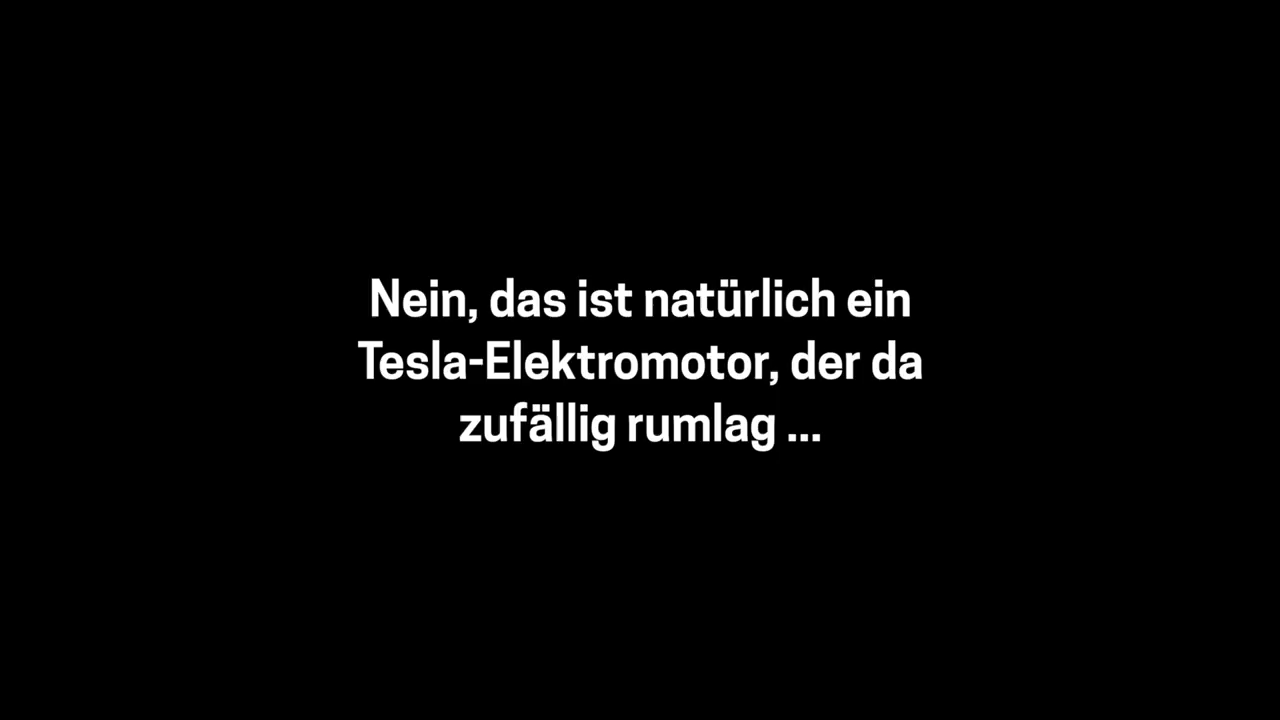 Nein, das ist natürlich ein
Tesla-Elektromotor, der da
zufällig rumlag ...